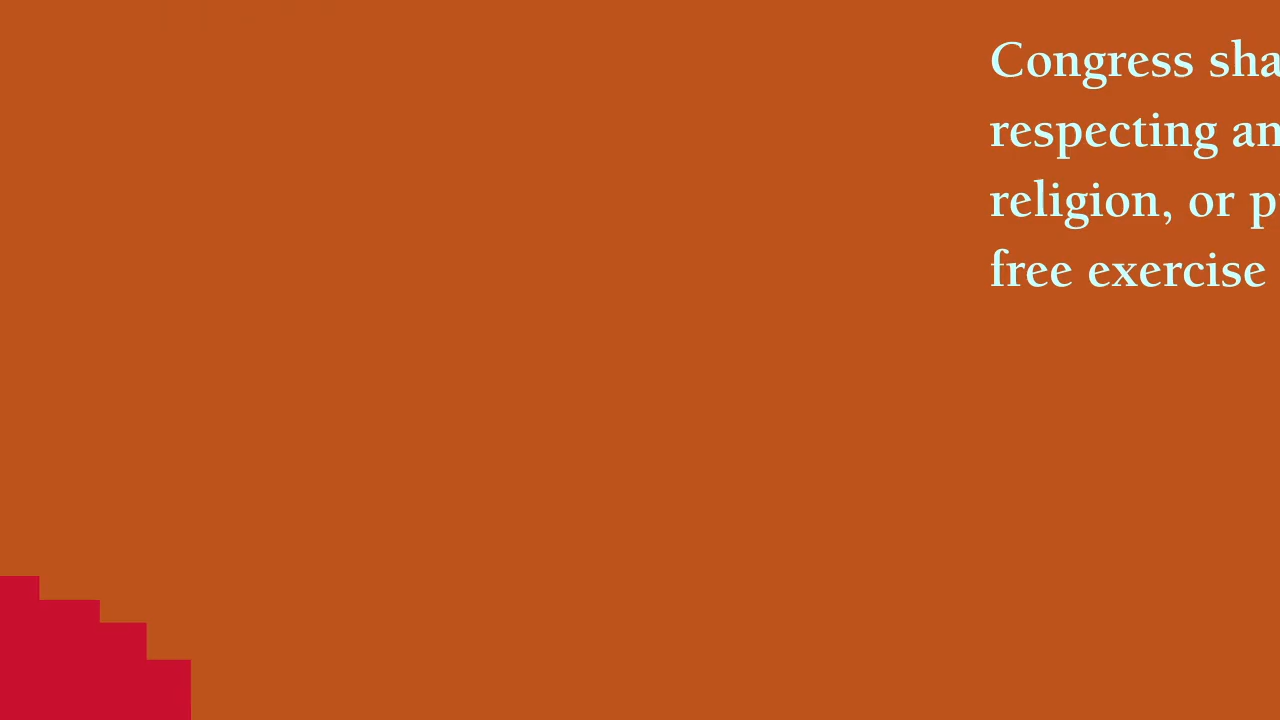 Congress sha
respecting an
religion, or p
free exercise